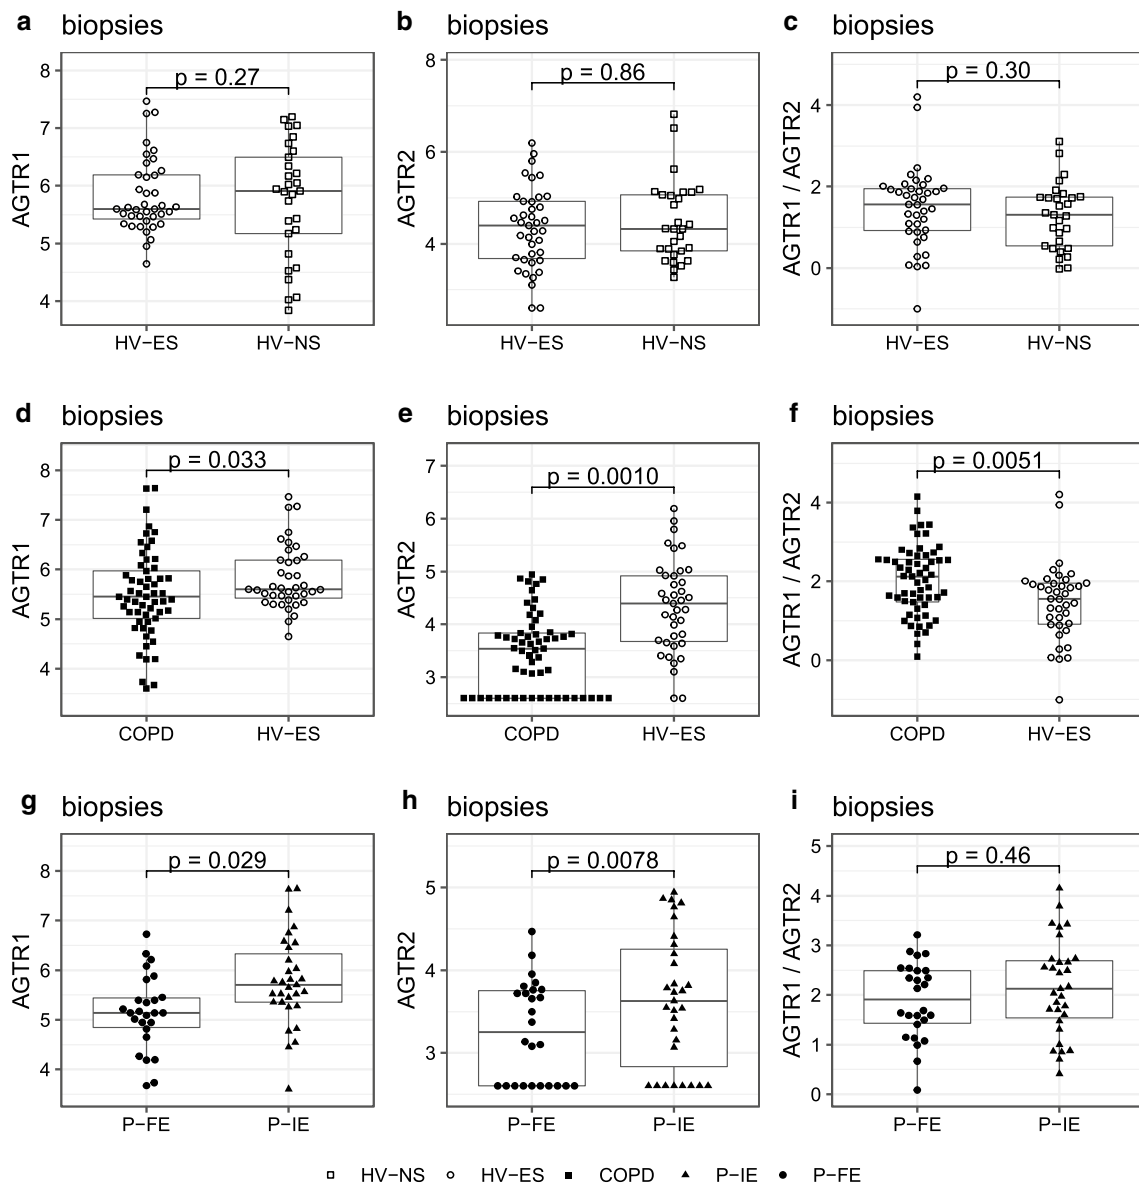 a biopsies
b biopsies
c biopsies
p = 0.27
p = 0.86
p = 0.30
AGTR1
8
7
6
5
4
HV−ES HV−NS
AGTR2
8
6
4
HV−ES HV−NS
AGTR1 / AGTR2
4
2
0
HV−ES HV−NS
d biopsies
e biopsies
f biopsies
p = 0.033
p = 0.0010
p = 0.0051
AGTR1
8
7
6
5
4
COPD HV−ES
AGTR2
7
6
5
4
3
COPD HV−ES
AGTR1 / AGTR2
4
2
0
COPD HV−ES
g biopsies
h biopsies
i biopsies
p = 0.029
p = 0.0078
p = 0.46
AGTR1
8
7
6
5
4
P−FE P−IE
AGTR2
5
4
3
P−FE P−IE
AGTR1 / AGTR2
5
4
3
2
1
0
P−FE P−IE
HV−NS HV−ES COPD P−IE P−FE